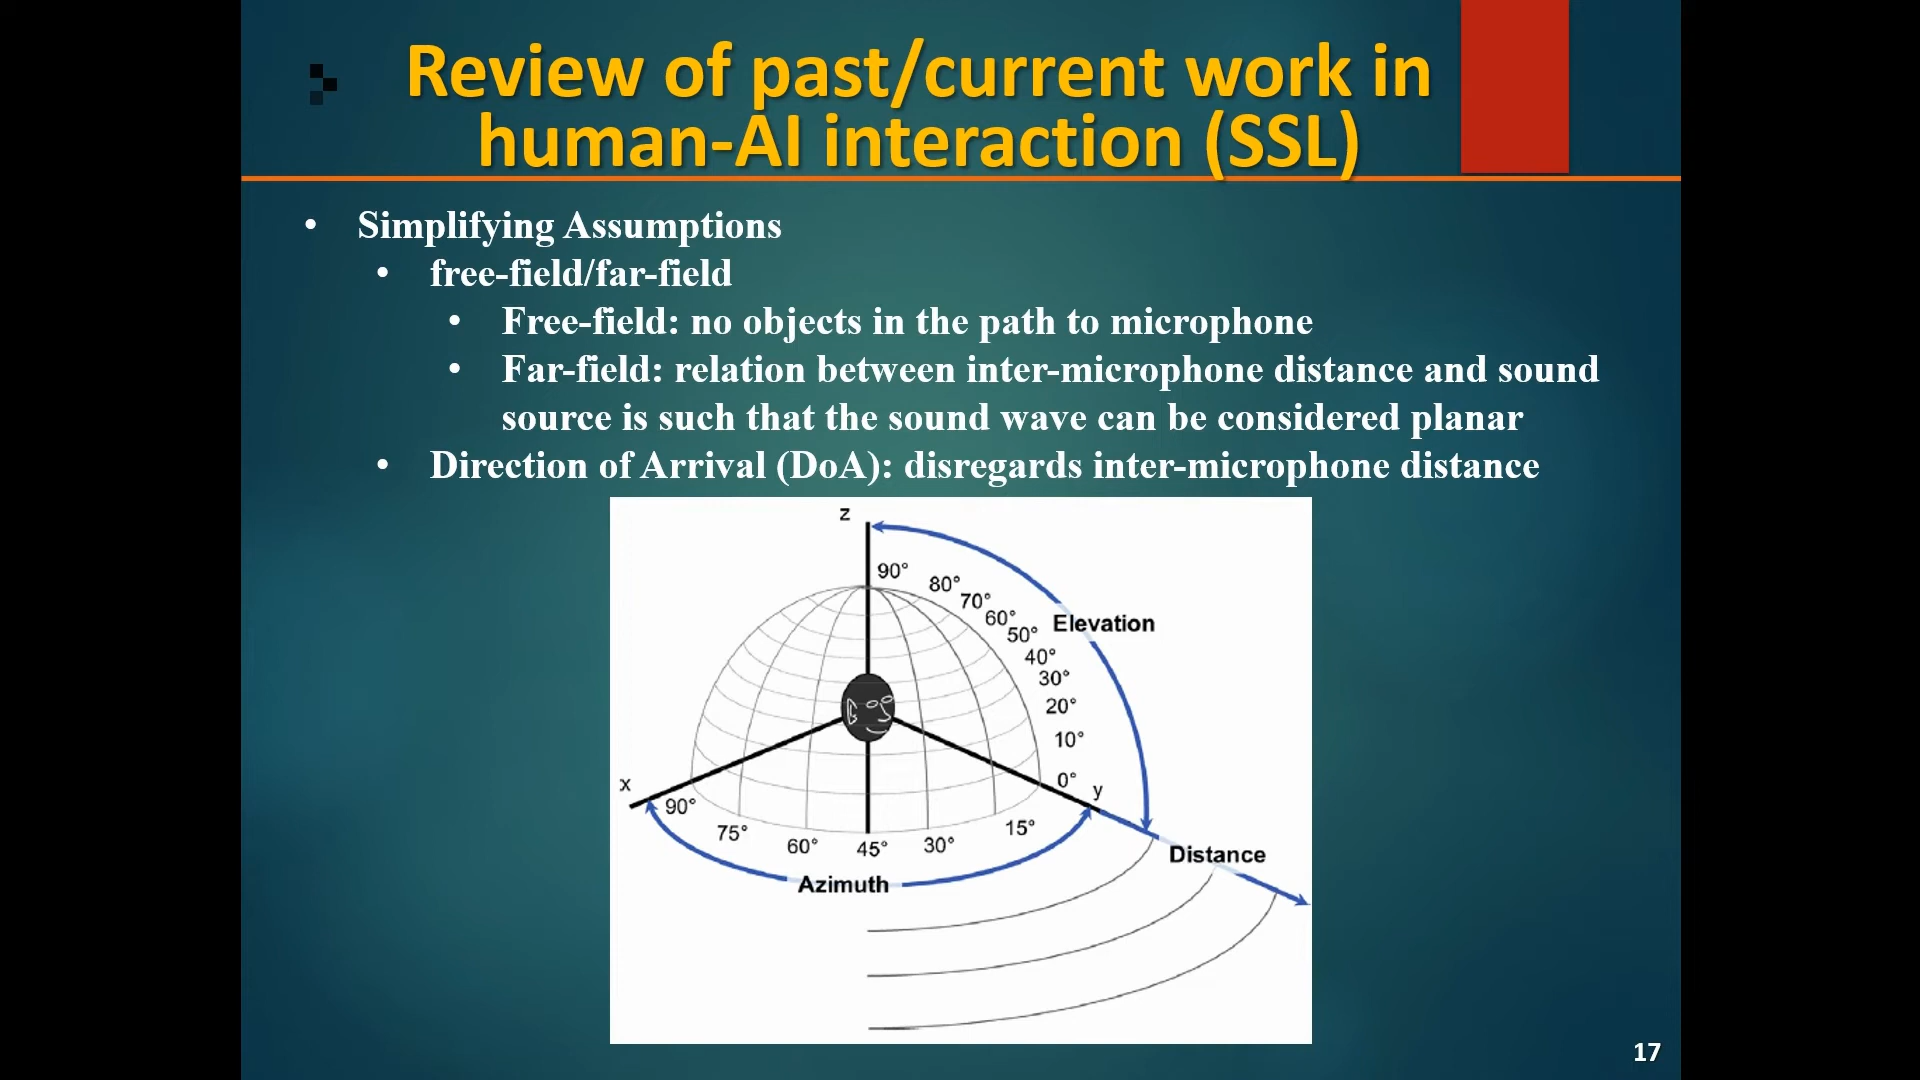 Review of past/current work in
human-AI interaction (SSL)
• Simplifying Assumptions
• free-field/far-field
• Free-field: no objects in the path to microphone
• Far-field: relation between inter-microphone distance and sound
source is such that the sound wave can be considered planar
• Direction of Arrival (DoA): disregards inter-microphone distance
z
90°
80°
70°
60°
50°
Elevation
40°
30°
20°
10°
0°
y
x
90°
75°
60°
45°
30°
15°
Azimuth
Distance
17